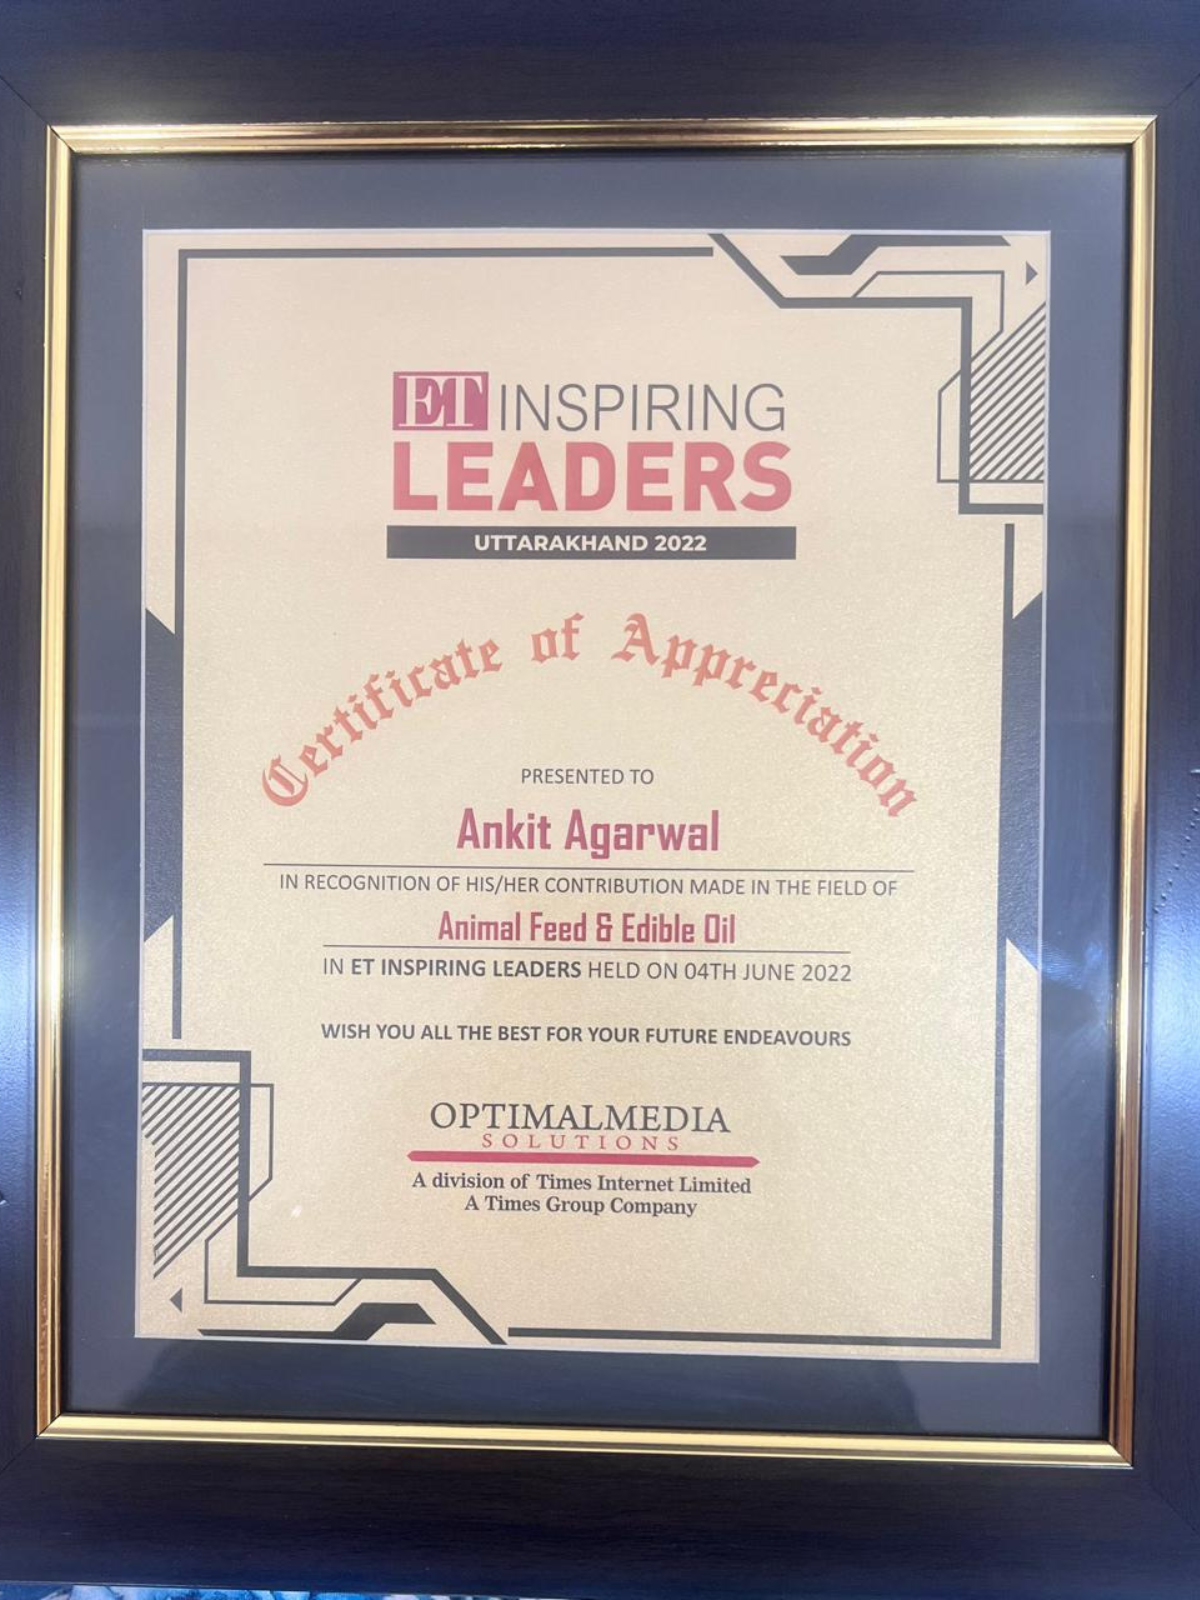 ET INSPIRING
LEADERS
UTTARAKHAND 2022
Certificate of Appreciation
PRESENTED TO
Ankit Agarwal
IN RECOGNITION OF HIS/HER CONTRIBUTION MADE IN THE FIELD OF
Animal Feed & Edible Oil
IN ET INSPIRING LEADERS HELD ON 04TH JUNE 2022
WISH YOU ALL THE BEST FOR YOUR FUTURE ENDEAVOURS
OPTIMALMEDIA
SOLUTIONS
A division of Times Internet Limited
A Times Group Company